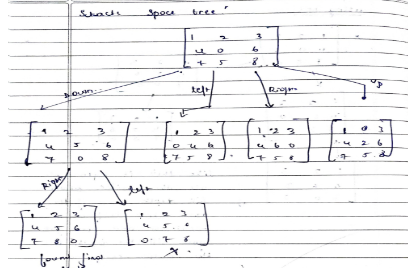 space tree
1 2 3
4 0 6
7 5 8
Down left Right up
1 2 3 1 2 3 1 2 3 1 0 3
4 5 6 0 4 6 4 6 0 4 2 6
7 0 8 7 5 8 7 5 8 7 5 8
Right left
1 2 3 1 2 3
4 5 6 4 5 6
7 8 0 0 7 8
found final